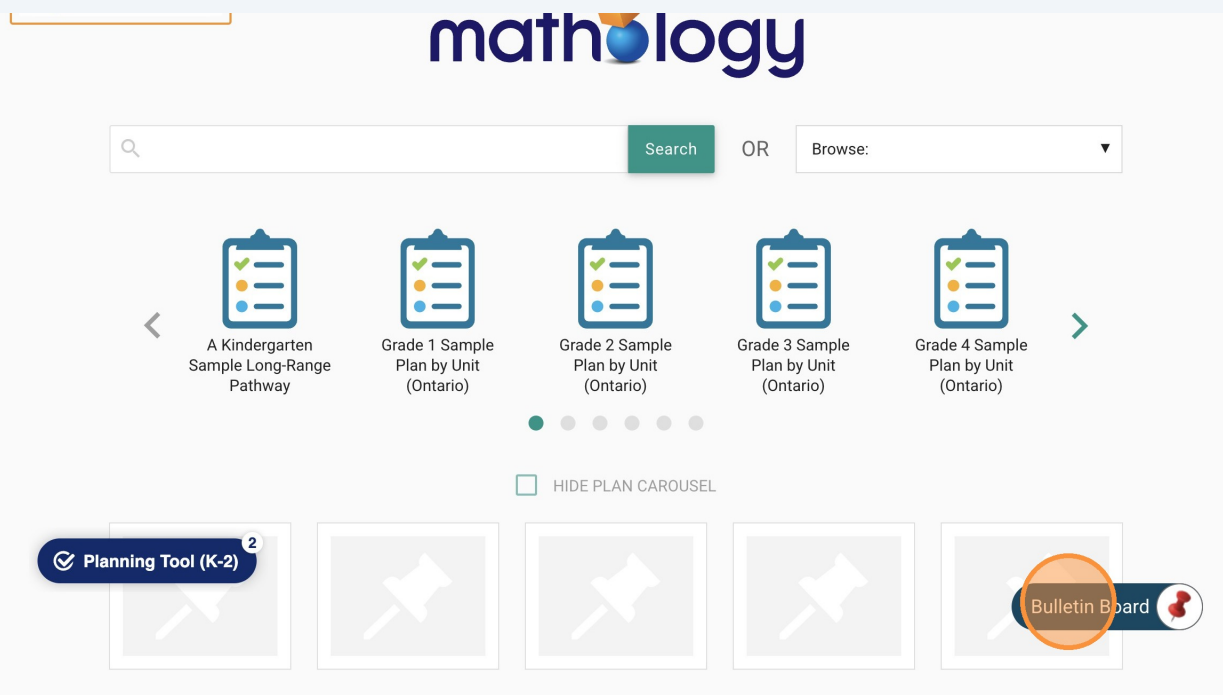 mathology
Search
OR
Browse:
A Kindergarten
Sample Long-Range
Pathway
Grade 1 Sample
Plan by Unit
(Ontario)
Grade 2 Sample
Plan by Unit
(Ontario)
Grade 3 Sample
Plan by Unit
(Ontario)
Grade 4 Sample
Plan by Unit
(Ontario)
HIDE PLAN CAROUSEL
Planning Tool (K-2)
2
Bulletin Board